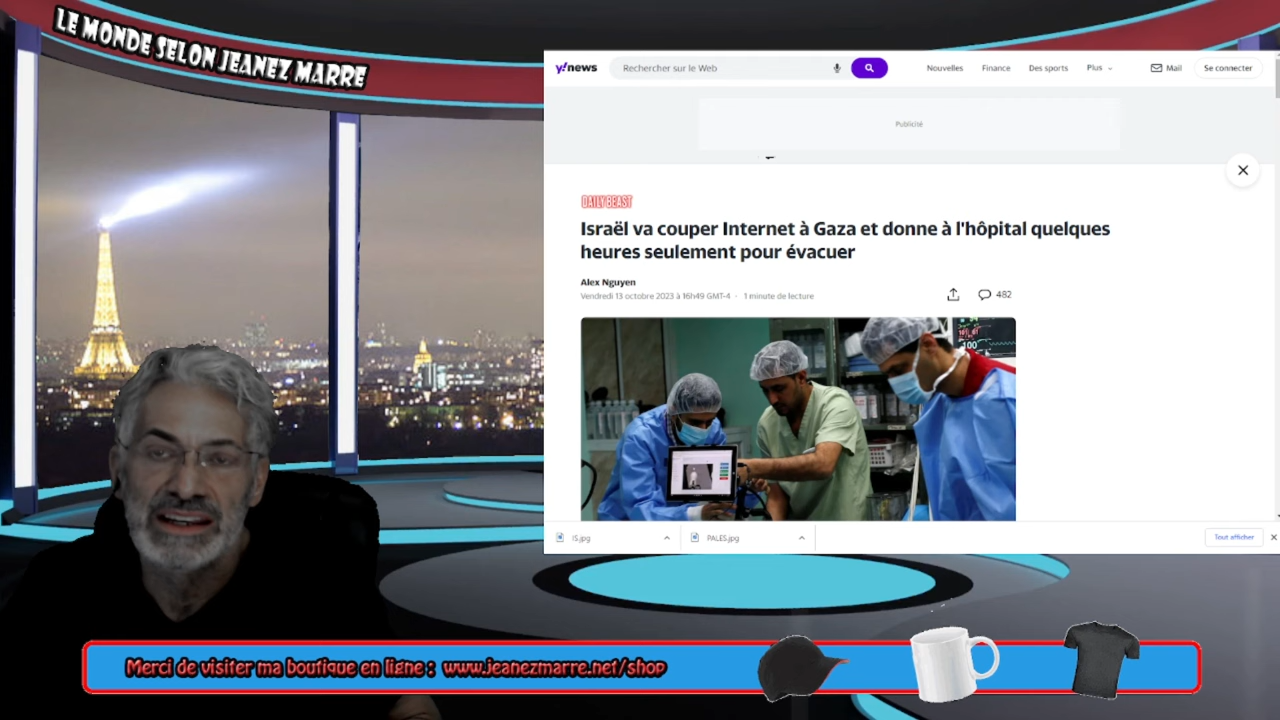 LE MONDE SELON JEANEZ MARRE
y!news
Rechercher sur le Web
Nouvelles
Finance
Des sports
Plus
Mail
Se connecter
Publicité
DAILY BEAST
Israël va couper Internet à Gaza et donne à l'hôpital quelques
heures seulement pour évacuer
Alex Nguyen
Vendredi 13 octobre 2023 à 16h49 GMT-4 · 1 minute de lecture
482
100
IS.jpg
PALES.jpg
Tout afficher
Merci de visiter ma boutique en ligne : www.jeanezmarre.net/shop